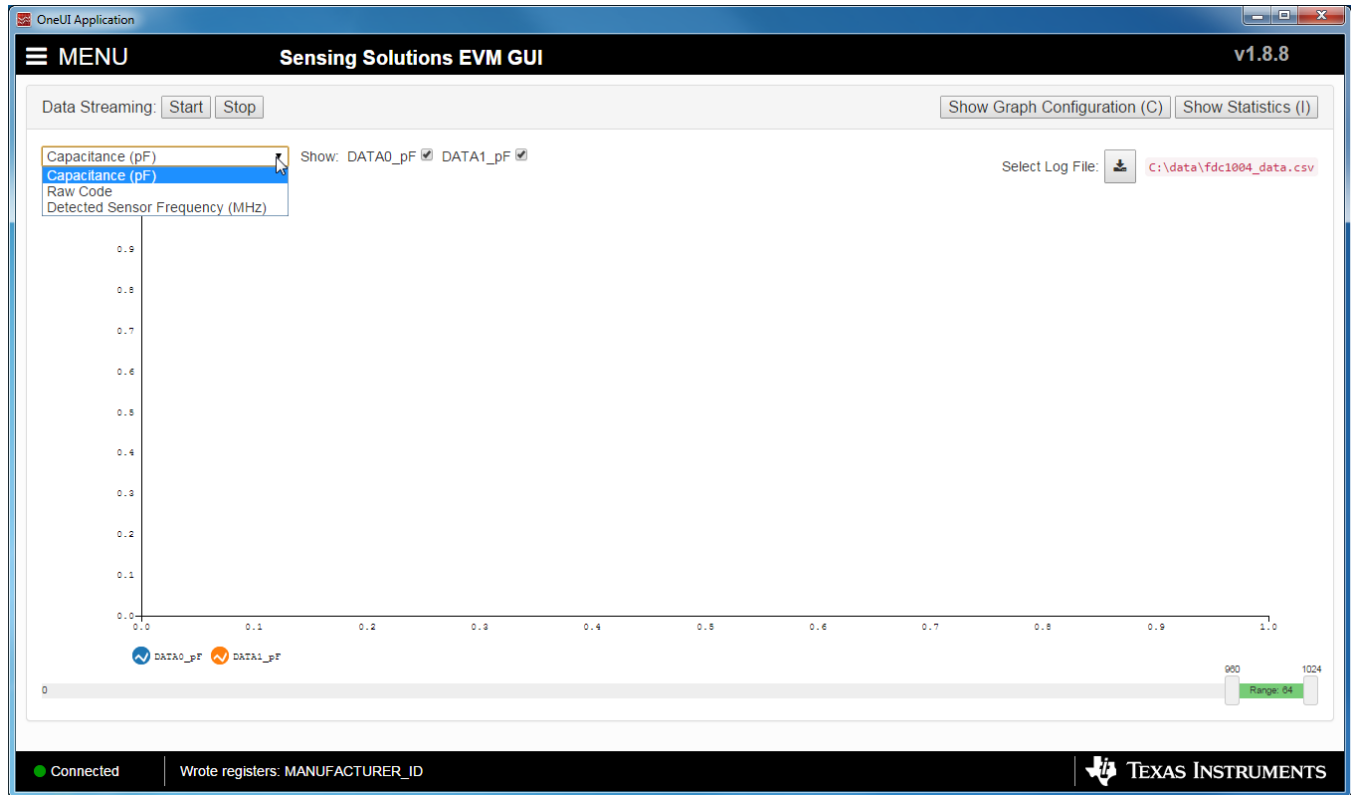 OneUI Application
MENU
Sensing Solutions EVM GUI
v1.8.8
Data Streaming: Start Stop
Show Graph Configuration (C) Show Statistics (I)
Capacitance (pF)
Show: DATA0_pF DATA1_pF
Select Log File: C:\data\fdc1004_data.csv
Capacitance (pF)
Raw Code
Detected Sensor Frequency (MHz)
0.9
0.8
0.7
0.6
0.5
0.4
0.3
0.2
0.1
0.0
0.0 0.1 0.2 0.3 0.4 0.5 0.6 0.7 0.8 0.9 1.0
DATA0_pF DATA1_pF
960 1024
0 Range: 64
Connected Wrote registers: MANUFACTURER_ID
TEXAS INSTRUMENTS